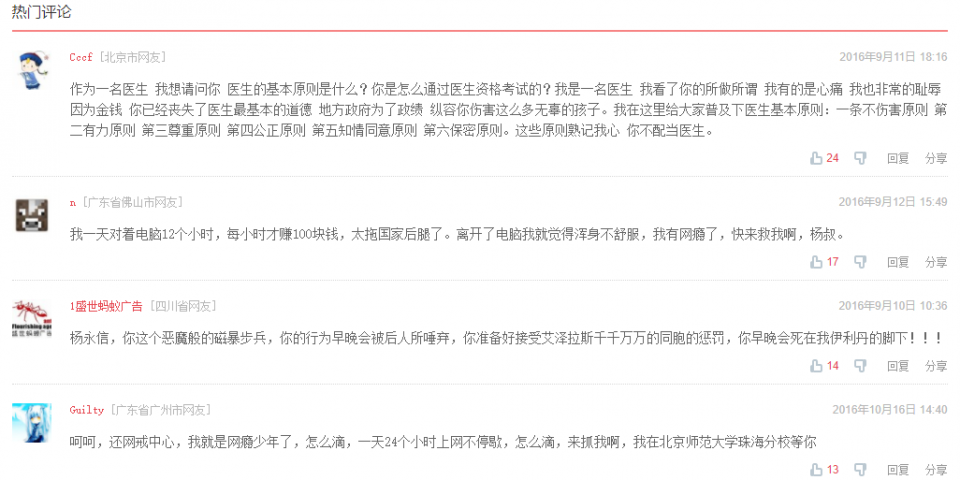 热门评论
Cccf [北京市网友] 2016年9月11日 18:16
作为一名医生 我想请问你 医生的基本原则是什么？你是怎么通过医生资格考试的？我是一名医生 我看了你的所做所谓 我有的是心痛 我也非常的耻辱
因为金钱 你已经丧失了医生最基本的道德 地方政府为了政绩 纵容你伤害这么多无辜的孩子。我在这里给大家普及下医生基本原则：一条不伤害原则 第
二有力原则 第三尊重原则 第四公正原则 第五知情同意原则 第六保密原则。这些原则熟记我心 你不配当医生。
24 回复 分享
n [广东省佛山市网友] 2016年9月12日 15:49
我一天对着电脑12个小时，每小时才赚100块钱，太拖国家后腿了。离开了电脑我就觉得浑身不舒服，我有网瘾了，快来救我啊，杨叔。
17 回复 分享
1盛世蚂蚁广告 [四川省网友] 2016年9月10日 10:36
杨永信，你这个恶魔般的磁暴步兵，你的行为早晚会被后人所唾弃，你准备好接受艾泽拉斯千千万万的同胞的惩罚，你早晚会死在我伊利丹的脚下！！！
14 回复 分享
Guilty [广东省广州市网友] 2016年10月16日 14:40
呵呵，还网戒中心，我就是网瘾少年了，怎么滴，一天24个小时上网不停歇，怎么滴，来抓我啊，我在北京师范大学珠海分校等你
13 回复 分享